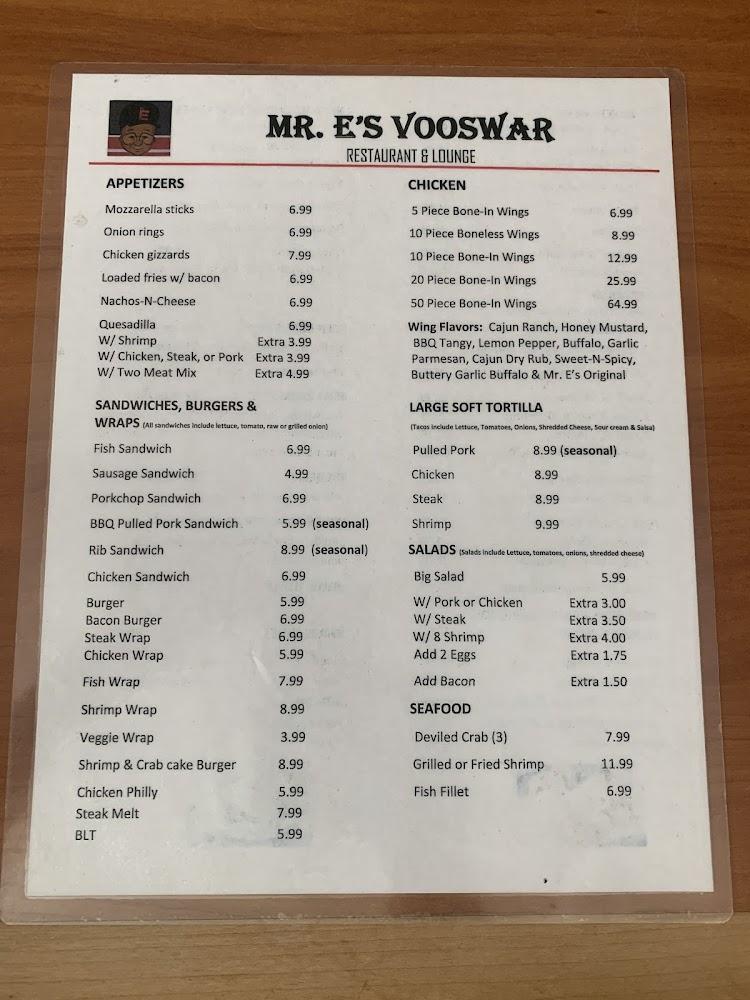 E
MR. E'S VOOSWAR
RESTAURANT & LOUNGE
APPETIZERS
Mozzarella sticks 6.99
Onion rings 6.99
Chicken gizzards 7.99
Loaded fries w/ bacon 6.99
Nachos-N-Cheese 6.99
Quesadilla 6.99
W/ Shrimp Extra 3.99
W/ Chicken, Steak, or Pork Extra 3.99
W/ Two Meat Mix Extra 4.99
SANDWICHES, BURGERS &
WRAPS (All sandwiches include lettuce, tomato, raw or grilled onion)
Fish Sandwich 6.99
Sausage Sandwich 4.99
Porkchop Sandwich 6.99
BBQ Pulled Pork Sandwich 5.99 (seasonal)
Rib Sandwich 8.99 (seasonal)
Chicken Sandwich 6.99
Burger 5.99
Bacon Burger 6.99
Steak Wrap 6.99
Chicken Wrap 5.99
Fish Wrap 7.99
Shrimp Wrap 8.99
Veggie Wrap 3.99
Shrimp & Crab cake Burger 8.99
Chicken Philly 5.99
Steak Melt 7.99
BLT 5.99
CHICKEN
5 Piece Bone-In Wings 6.99
10 Piece Boneless Wings 8.99
10 Piece Bone-In Wings 12.99
20 Piece Bone-In Wings 25.99
50 Piece Bone-In Wings 64.99
Wing Flavors: Cajun Ranch, Honey Mustard,
BBQ Tangy, Lemon Pepper, Buffalo, Garlic
Parmesan, Cajun Dry Rub, Sweet-N-Spicy,
Buttery Garlic Buffalo & Mr. E's Original
LARGE SOFT TORTILLA
(Tacos include Lettuce, Tomatoes, Onions, Shredded Cheese, Sour cream & Salsa)
Pulled Pork 8.99 (seasonal)
Chicken 8.99
Steak 8.99
Shrimp 9.99
SALADS (Salads include Lettuce, tomatoes, onions, shredded cheese)
Big Salad 5.99
W/ Pork or Chicken Extra 3.00
W/ Steak Extra 3.50
W/ 8 Shrimp Extra 4.00
Add 2 Eggs Extra 1.75
Add Bacon Extra 1.50
SEAFOOD
Deviled Crab (3) 7.99
Grilled or Fried Shrimp 11.99
Fish Fillet 6.99